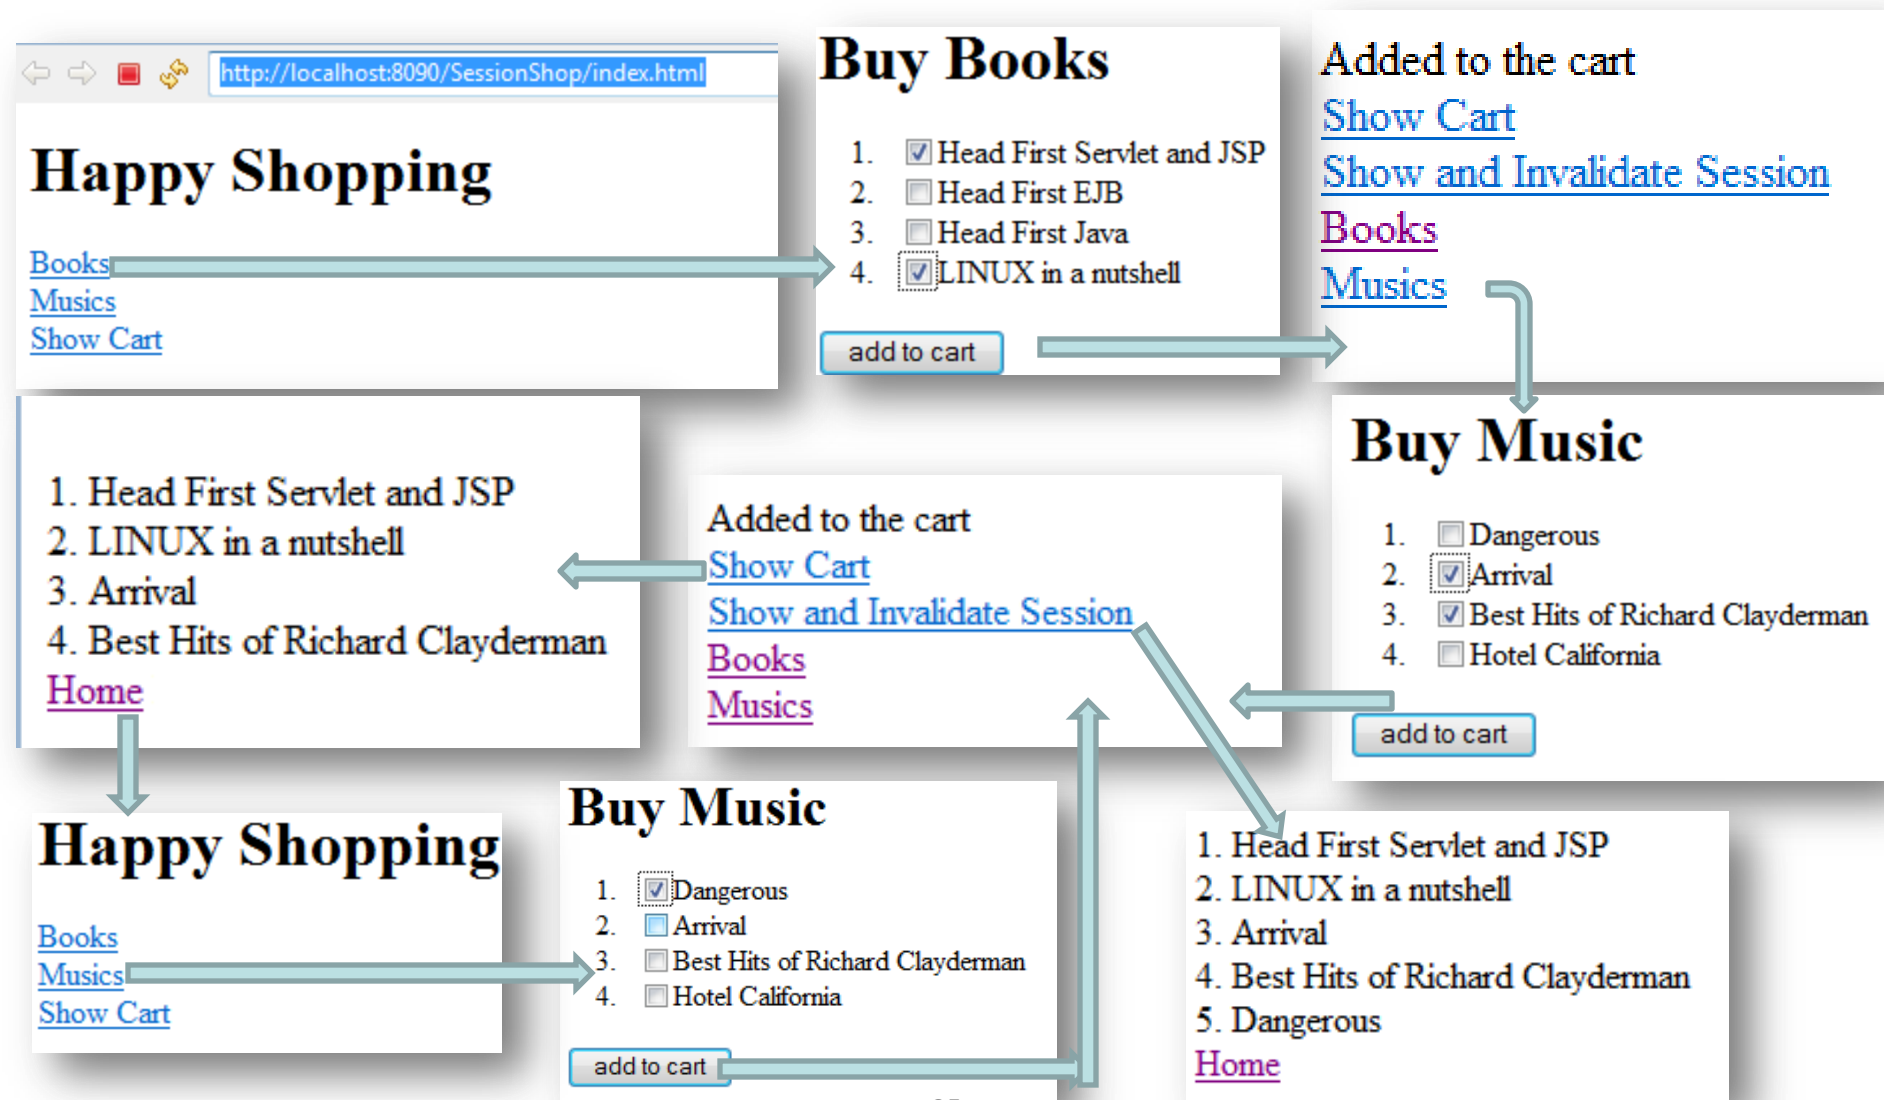 http://localhost:8090/SessionShop/index.html
Happy Shopping
Books
Musics
Show Cart
Buy Books
1. Head First Servlet and JSP
2. Head First EJB
3. Head First Java
4. LINUX in a nutshell
add to cart
Added to the cart
Show Cart
Show and Invalidate Session
Books
Musics
Buy Music
1. Dangerous
2. Arrival
3. Best Hits of Richard Clayderman
4. Hotel California
add to cart
Added to the cart
Show Cart
Show and Invalidate Session
Books
Musics
1. Head First Servlet and JSP
2. LINUX in a nutshell
3. Arrival
4. Best Hits of Richard Clayderman
Home
Happy Shopping
Books
Musics
Show Cart
Buy Music
1. Dangerous
2. Arrival
3. Best Hits of Richard Clayderman
4. Hotel California
add to cart
1. Head First Servlet and JSP
2. LINUX in a nutshell
3. Arrival
4. Best Hits of Richard Clayderman
5. Dangerous
Home